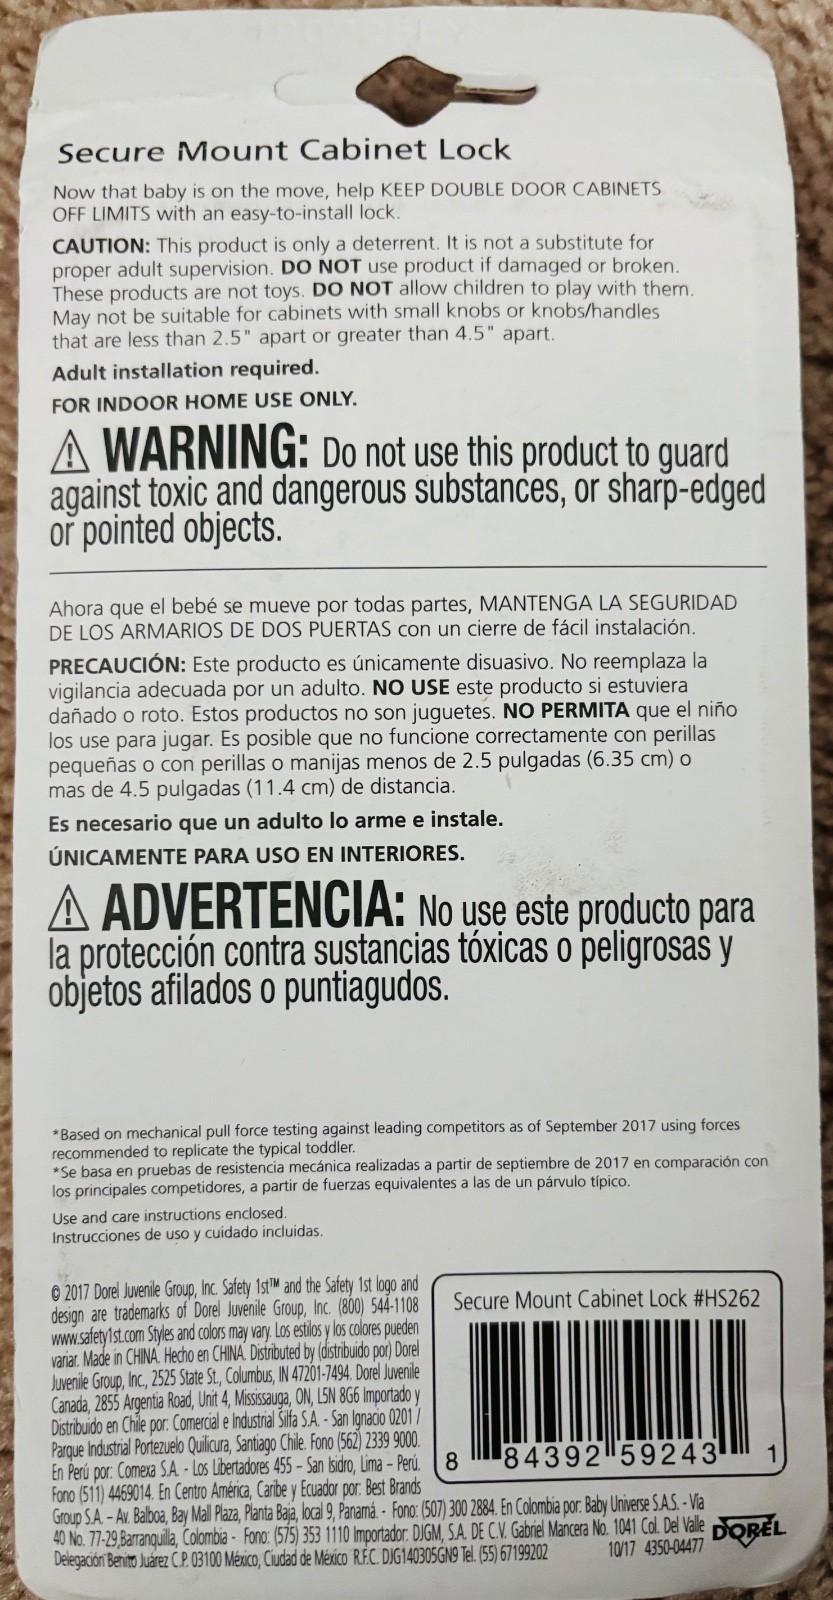 Secure Mount Cabinet Lock
Now that baby is on the move, help KEEP DOUBLE DOOR CABINETS
OFF LIMITS with an easy-to-install lock.
CAUTION: This product is only a deterrent. It is not a substitute for
proper adult supervision. DO NOT use product if damaged or broken.
These products are not toys. DO NOT allow children to play with them.
May not be suitable for cabinets with small knobs or knobs/handles
that are less than 2.5" apart or greater than 4.5" apart.
Adult installation required.
FOR INDOOR HOME USE ONLY.
⚠ WARNING: Do not use this product to guard
against toxic and dangerous substances, or sharp-edged
or pointed objects.
Ahora que el bebé se mueve por todas partes, MANTENGA LA SEGURIDAD
DE LOS ARMARIOS DE DOS PUERTAS con un cierre de fácil instalación.
PRECAUCIÓN: Este producto es únicamente disuasivo. No reemplaza la
vigilancia adecuada por un adulto. NO USE este producto si estuviera
dañado o roto. Estos productos no son juguetes. NO PERMITA que el niño
los use para jugar. Es posible que no funcione correctamente con perillas
pequeñas o con perillas o manijas menos de 2.5 pulgadas (6.35 cm) o
mas de 4.5 pulgadas (11.4 cm) de distancia.
Es necesario que un adulto lo arme e instale.
ÚNICAMENTE PARA USO EN INTERIORES.
⚠ ADVERTENCIA: No use este producto para
la protección contra sustancias tóxicas o peligrosas y
objetos afilados o puntiagudos.
*Based on mechanical pull force testing against leading competitors as of September 2017 using forces
recommended to replicate the typical toddler.
*Se basa en pruebas de resistencia mecánica realizadas a partir de septiembre de 2017 en comparación con
los principales competidores, a partir de fuerzas equivalentes a las de un párvulo típico.
Use and care instructions enclosed.
Instrucciones de uso y cuidado incluidas.
© 2017 Dorel Juvenile Group, Inc. Safety 1st™ and the Safety 1st logo and
design are trademarks of Dorel Juvenile Group, Inc. (800) 544-1108
www.safety1st.com Styles and colors may vary. Los estilos y los colores pueden
variar. Made in CHINA. Hecho en CHINA. Distributed by (distribuido por) Dorel
Juvenile Group, Inc., 2525 State St., Columbus, IN 47201-7494. Dorel Juvenile
Canada, 2855 Argentia Road, Unit 4, Mississauga, ON, L5N 8G6 Importado y
Distribuido en Chile por: Comercial e Industrial Silfa S.A. - San Ignacio 0201 /
Parque Industrial Portezuelo Quilicura, Santiago Chile. Fono (562) 2339 9000.
En Perú por: Comexa S.A. - Los Libertadores 455 – San Isidro, Lima – Perú.
Fono (511) 4469014. En Centro América, Caribe y Ecuador por: Best Brands
Group S.A. – Av. Balboa, Bay Mall Plaza, Planta Baja, local 9, Panamá. - Fono: (507) 300 2884. En Colombia por: Baby Universe S.A.S. - Vía
40 No. 77-29,Barranquilla, Colombia - Fono: (575) 353 1110 Importador: DJGM, S.A. DE C.V. Gabriel Mancera No. 1041 Col. Del Valle
Delegación Benito Juárez C.P. 03100 México, Ciudad de México R.F.C. DJG140305GN9 Tel. (55) 67199202
10/17 4350-04477
Secure Mount Cabinet Lock #HS262
8 84392 59243 1
DOREL